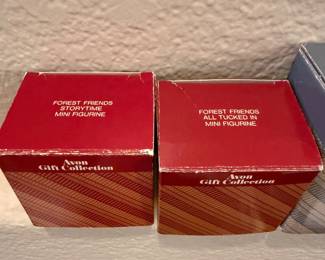 FOREST FRIENDS
STORYTIME
MINI FIGURINE
Avon
Gift Collection
FOREST FRIENDS
ALL TUCKED IN
MINI FIGURINE
Avon
Gift Collection